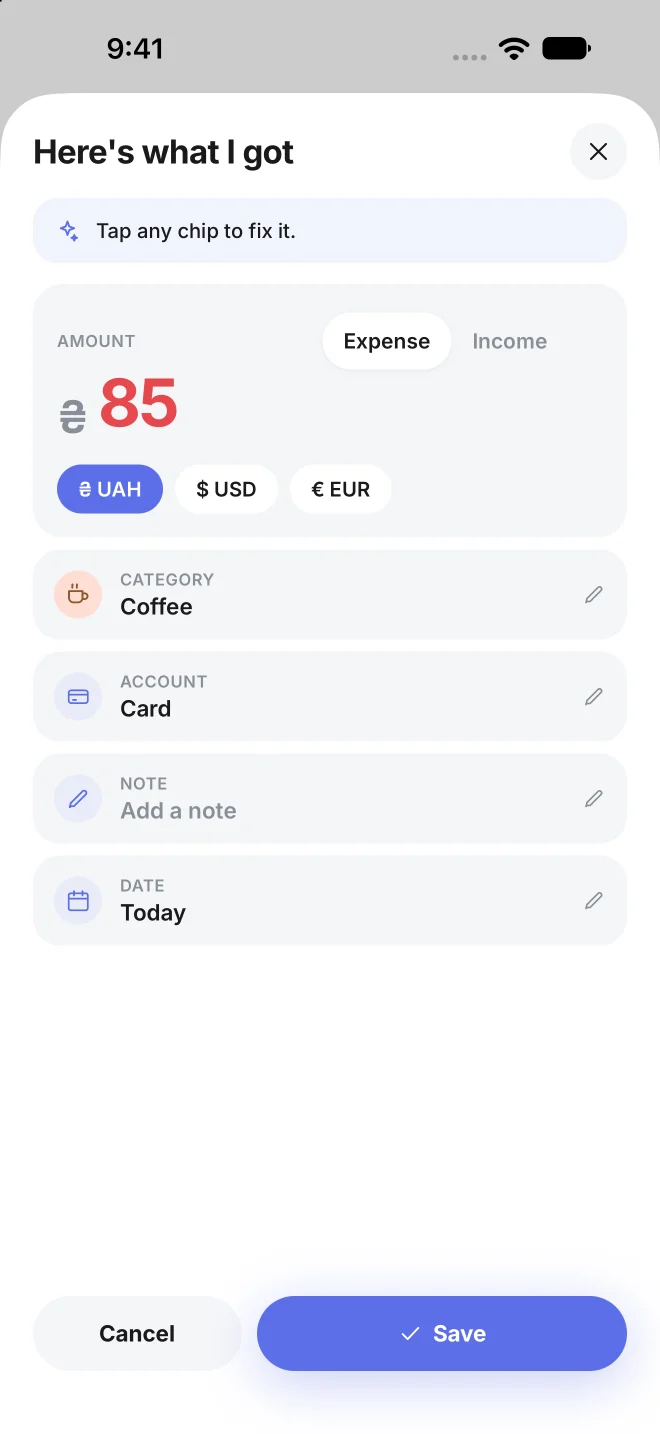 9:41
Here's what I got
Tap any chip to fix it.
AMOUNT
Expense Income
₴ 85
₴ UAH $ USD € EUR
CATEGORY
Coffee
ACCOUNT
Card
NOTE
Add a note
DATE
Today
Cancel Save